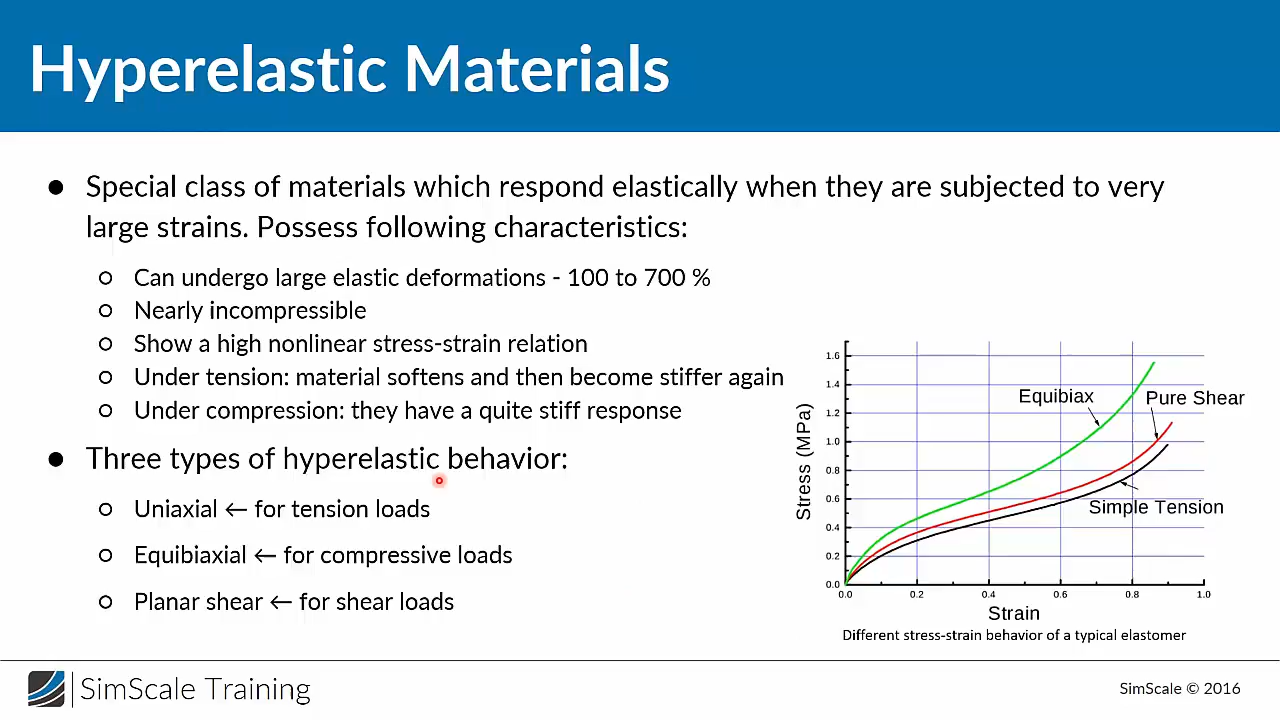 Hyperelastic Materials
● Special class of materials which respond elastically when they are subjected to very
large strains. Possess following characteristics:
○ Can undergo large elastic deformations - 100 to 700 %
○ Nearly incompressible
○ Show a high nonlinear stress-strain relation
○ Under tension: material softens and then become stiffer again
○ Under compression: they have a quite stiff response
● Three types of hyperelastic behavior:
○ Uniaxial ← for tension loads
○ Equibiaxial ← for compressive loads
○ Planar shear ← for shear loads
Stress (MPa)
1.6
1.4
1.2
1.0
0.8
0.6
0.4
0.2
0.0
Equibiax
Pure Shear
Simple Tension
0.0 0.2 0.4 0.6 0.8 1.0
Strain
Different stress-strain behavior of a typical elastomer
SimScale Training
SimScale © 2016